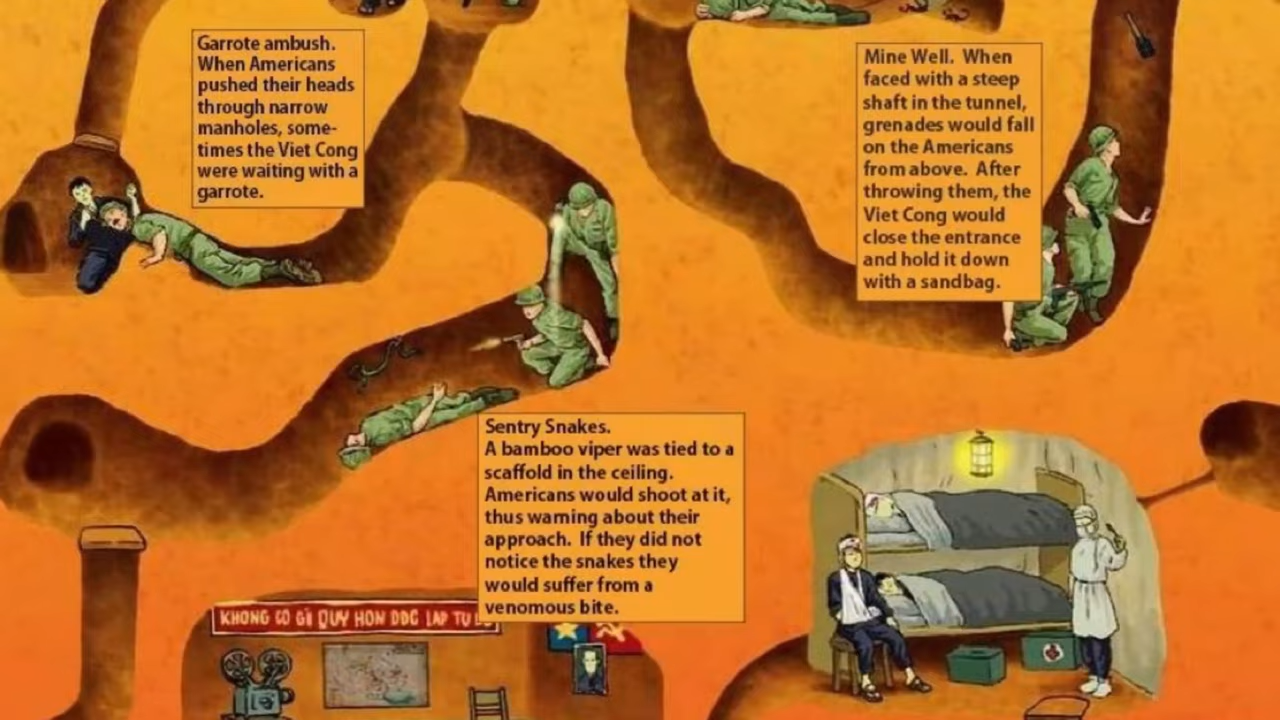 Garrote ambush.
When Americans
pushed their heads
through narrow
manholes, some-
times the Viet Cong
were waiting with a
garrote.
Mine Well. When
faced with a steep
shaft in the tunnel,
grenades would fall
on the Americans
from above. After
throwing them, the
Viet Cong would
close the entrance
and hold it down
with a sandbag.
Sentry Snakes.
A bamboo viper was tied to a
scaffold in the ceiling.
Americans would shoot at it,
thus warning about their
approach. If they did not
notice the snakes they
would suffer from a
venomous bite.
KHONG CO GÌ QUY HON DOC LAP TU